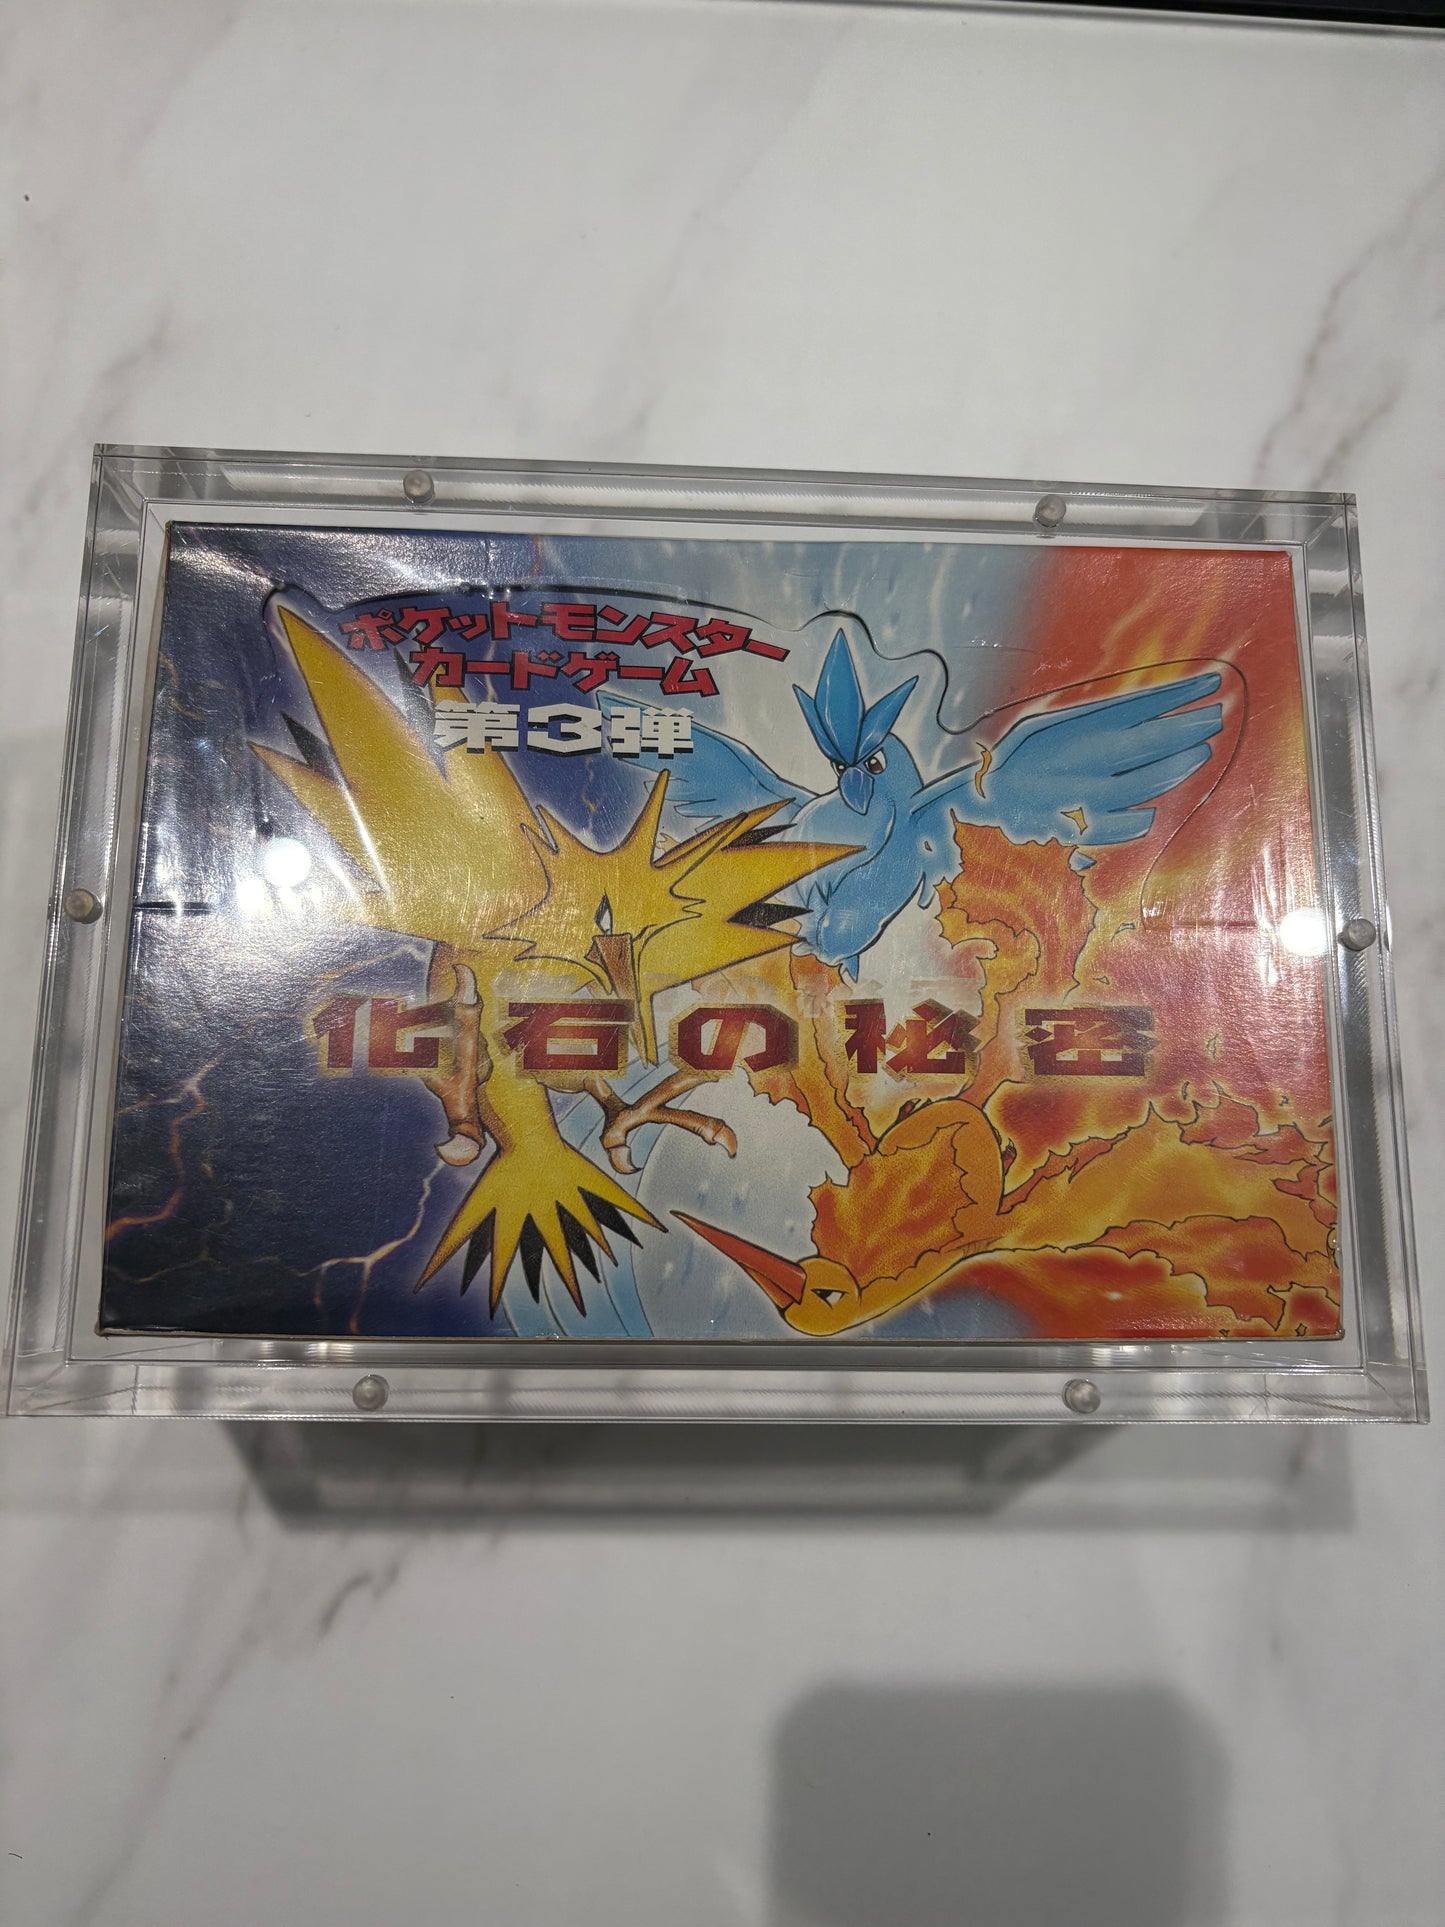 ポケットモンスター
カードゲーム
第3弾
化石の秘密